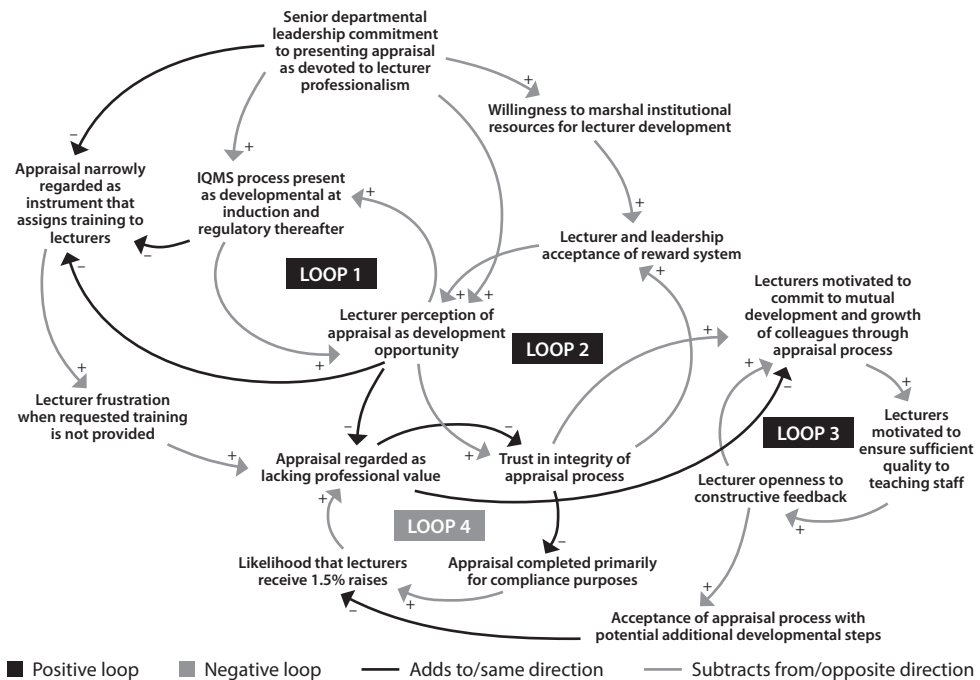 Senior departmental
leadership commitment
to presenting appraisal
as devoted to lecturer
professionalism
+
Willingness to marshal institutional
resources for lecturer development
–
+
Appraisal narrowly
regarded as
instrument that
assigns training to
lecturers
IQMS process present
as developmental at
induction and
regulatory thereafter
+
+
–
Lecturer and leadership
acceptance of reward system
–
LOOP 1
+
Lecturers motivated to
commit to mutual
development and growth
of colleagues through
appraisal process
+
+
Lecturer perception of
appraisal as development
opportunity
+
LOOP 2
+
+
–
+
+
Lecturer frustration
when requested training
is not provided
Lecturers
motivated to
ensure sufficient
quality to
teaching staff
–
–
LOOP 3
+
+
Appraisal regarded as
lacking professional value
Trust in integrity of
appraisal process
Lecturer openness to
constructive feedback
+
LOOP 4
+
–
Likelihood that lecturers
receive 1.5% raises
Appraisal completed primarily
for compliance purposes
+
+
–
Acceptance of appraisal process with
potential additional developmental steps
Positive loop
Negative loop
Adds to/same direction
Subtracts from/opposite direction